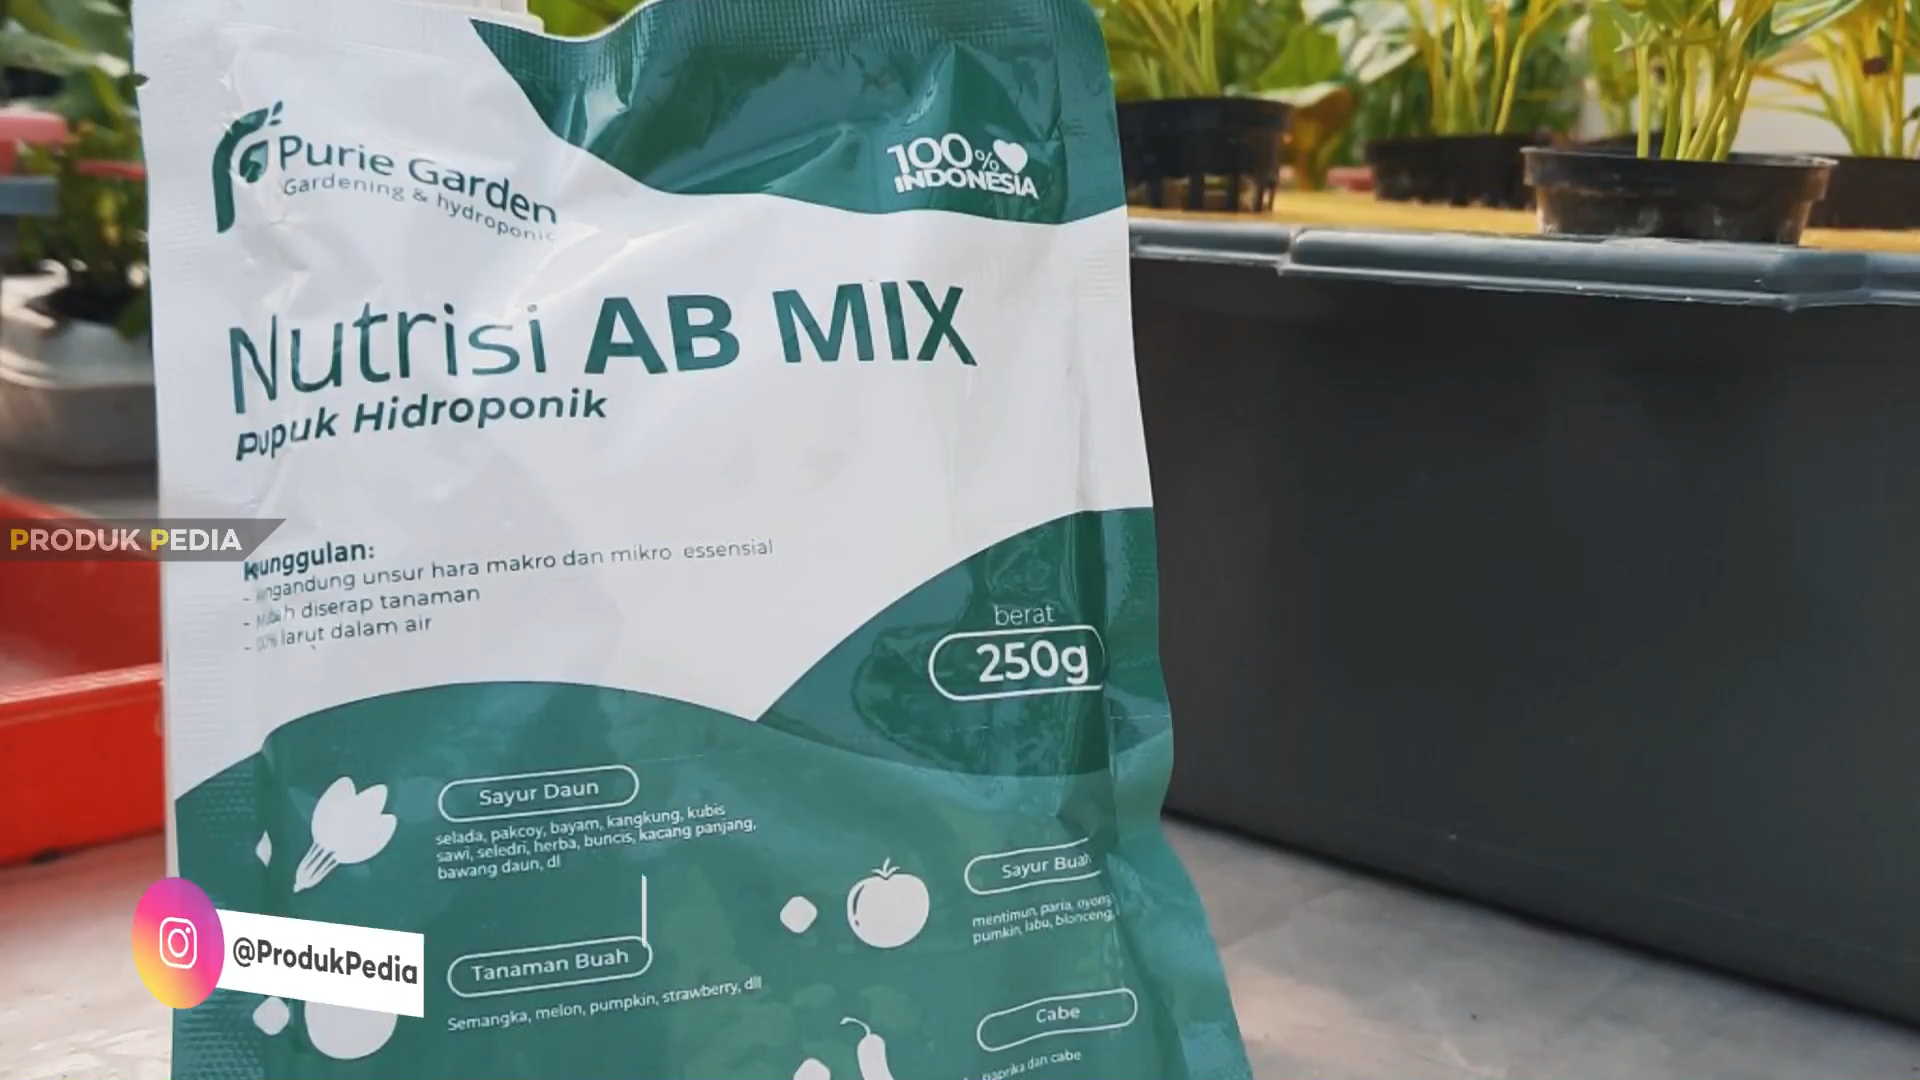 Purie Garden
Gardening & hydroponic
100%
INDONESIA
Nutrisi AB MIX
Pupuk Hidroponik
PRODUK PEDIA
diserap tanaman
larut dalam air
unsur hara makro dan mikro essensial
berat
250g
Sayur Daun
selada, pakcoy, bayam, kangkung, kubis
sawi, seledri, herba, buncis, kacang panjang,
bawang daun, dl
Sayur Buah
mentimun, paria, oyong,
pumkin, labu, blonceng,
@ProdukPedia
Tanaman Buah
Semangka, melon, pumpkin, strawberry, dll
Cabe
paprika dan cabe